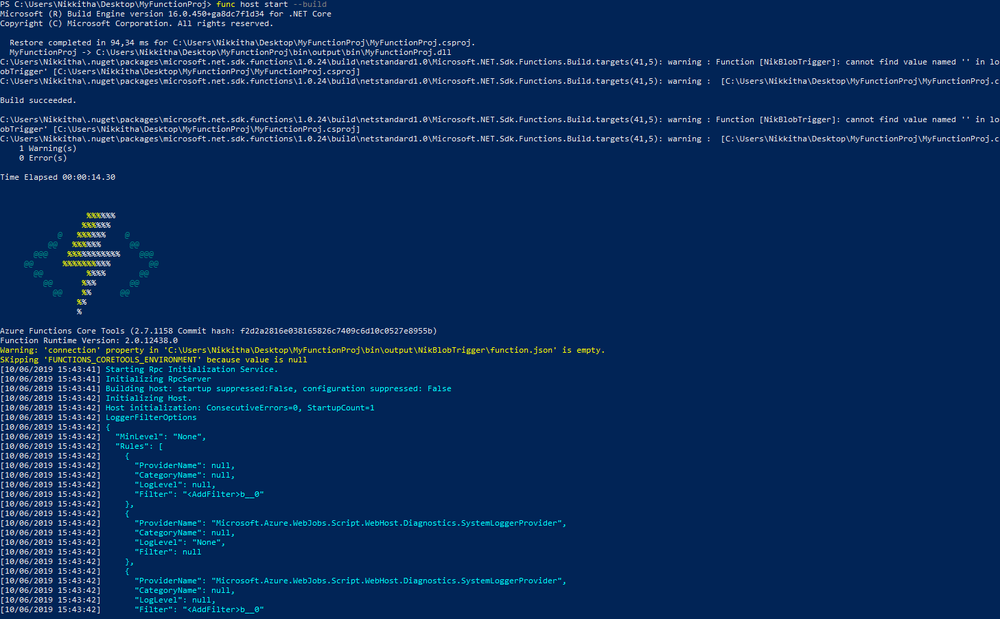 PS C:\Users\Nikkitha\Desktop\MyFunctionProj> func host start --build
Microsoft (R) Build Engine version 16.0.450+ga8dc7f1d34 for .NET Core
Copyright (C) Microsoft Corporation. All rights reserved.
Restore completed in 94,34 ms for C:\Users\Nikkitha\Desktop\MyFunctionProj\MyFunctionProj.csproj.
MyFunctionProj -> C:\Users\Nikkitha\Desktop\MyFunctionProj\bin\output\bin\MyFunctionProj.dll
C:\Users\Nikkitha\.nuget\packages\microsoft.net.sdk.functions\1.0.24\build\netstandard1.0\Microsoft.NET.Sdk.Functions.Build.targets(41,5): warning : Function [NikBlobTrigger]: cannot find value named '' in lo
obTrigger' [C:\Users\Nikkitha\Desktop\MyFunctionProj\MyFunctionProj.csproj]
C:\Users\Nikkitha\.nuget\packages\microsoft.net.sdk.functions\1.0.24\build\netstandard1.0\Microsoft.NET.Sdk.Functions.Build.targets(41,5): warning :  [C:\Users\Nikkitha\Desktop\MyFunctionProj\MyFunctionProj.c
Build succeeded.
C:\Users\Nikkitha\.nuget\packages\microsoft.net.sdk.functions\1.0.24\build\netstandard1.0\Microsoft.NET.Sdk.Functions.Build.targets(41,5): warning : Function [NikBlobTrigger]: cannot find value named '' in lo
obTrigger' [C:\Users\Nikkitha\Desktop\MyFunctionProj\MyFunctionProj.csproj]
C:\Users\Nikkitha\.nuget\packages\microsoft.net.sdk.functions\1.0.24\build\netstandard1.0\Microsoft.NET.Sdk.Functions.Build.targets(41,5): warning :  [C:\Users\Nikkitha\Desktop\MyFunctionProj\MyFunctionProj.c
    1 Warning(s)
    0 Error(s)
Time Elapsed 00:00:14.30
                  %%%%%%
                 %%%%%%
            @   %%%%%%    @
          @@   %%%%%%      @@
       @@@    %%%%%%%%%%%    @@@
     @@      %%%%%%%%%%        @@
       @@         %%%%       @@
         @@      %%%       @@
           @@    %%      @@
                %%
                %
Azure Functions Core Tools (2.7.1158 Commit hash: f2d2a2816e038165826c7409c6d10c0527e8955b)
Function Runtime Version: 2.0.12438.0
Warning: 'connection' property in 'C:\Users\Nikkitha\Desktop\MyFunctionProj\bin\output\NikBlobTrigger\function.json' is empty.
SKipping 'FUNCTIONS_CORETOOLS_ENVIRONMENT' because value is null
[10/06/2019 15:43:41] Starting Rpc Initialization Service.
[10/06/2019 15:43:41] Initializing RpcServer
[10/06/2019 15:43:41] Building host: startup suppressed:False, configuration suppressed: False
[10/06/2019 15:43:42] Initializing Host.
[10/06/2019 15:43:42] Host initialization: ConsecutiveErrors=0, StartupCount=1
[10/06/2019 15:43:42] LoggerFilterOptions
[10/06/2019 15:43:42] {
[10/06/2019 15:43:42]   "MinLevel": "None",
[10/06/2019 15:43:42]   "Rules": [
[10/06/2019 15:43:42]     {
[10/06/2019 15:43:42]       "ProviderName": null,
[10/06/2019 15:43:42]       "CategoryName": null,
[10/06/2019 15:43:42]       "LogLevel": null,
[10/06/2019 15:43:42]       "Filter": "<AddFilter>b__0"
[10/06/2019 15:43:42]     },
[10/06/2019 15:43:42]     {
[10/06/2019 15:43:42]       "ProviderName": "Microsoft.Azure.WebJobs.Script.WebHost.Diagnostics.SystemLoggerProvider",
[10/06/2019 15:43:42]       "CategoryName": null,
[10/06/2019 15:43:42]       "LogLevel": "None",
[10/06/2019 15:43:42]       "Filter": null
[10/06/2019 15:43:42]     },
[10/06/2019 15:43:42]     {
[10/06/2019 15:43:42]       "ProviderName": "Microsoft.Azure.WebJobs.Script.WebHost.Diagnostics.SystemLoggerProvider",
[10/06/2019 15:43:42]       "CategoryName": null,
[10/06/2019 15:43:42]       "LogLevel": null,
[10/06/2019 15:43:42]       "Filter": "<AddFilter>b__0"